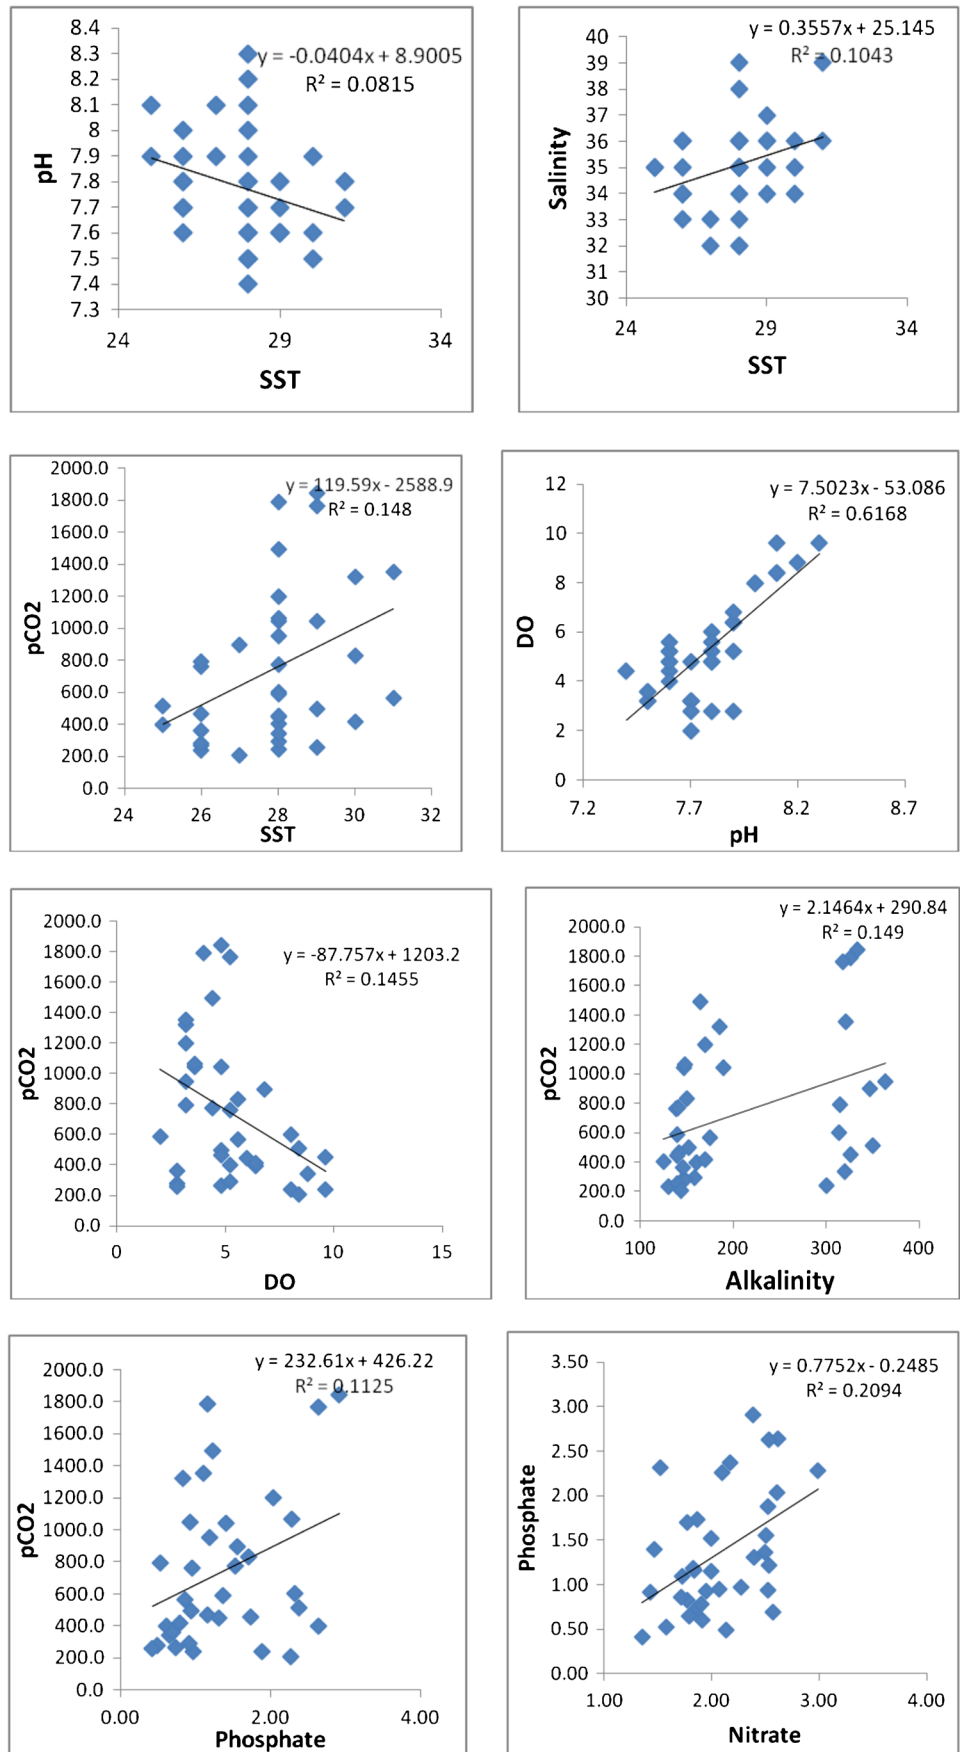 8.4
8.3
8.2
8.1
8
7.9
7.8
7.7
7.6
7.5
7.4
7.3
pH
y = -0.0404x + 8.9005
R² = 0.0815
24 29 34
SST
40
39
38
37
36
35
34
33
32
31
30
Salinity
y = 0.3557x + 25.145
R² = 0.1043
24 29 34
SST
2000.0
1800.0
1600.0
1400.0
1200.0
1000.0
800.0
600.0
400.0
200.0
0.0
pCO2
y = 119.59x - 2588.9
R² = 0.148
24 26 28 30 32
SST
12
10
8
6
4
2
0
DO
y = 7.5023x - 53.086
R² = 0.6168
7.2 7.7 8.2 8.7
pH
2000.0
1800.0
1600.0
1400.0
1200.0
1000.0
800.0
600.0
400.0
200.0
0.0
pCO2
y = -87.757x + 1203.2
R² = 0.1455
0 5 10 15
DO
2000.0
1800.0
1600.0
1400.0
1200.0
1000.0
800.0
600.0
400.0
200.0
0.0
pCO2
y = 2.1464x + 290.84
R² = 0.149
100 200 300 400
Alkalinity
2000.0
1800.0
1600.0
1400.0
1200.0
1000.0
800.0
600.0
400.0
200.0
0.0
pCO2
y = 232.61x + 426.22
R² = 0.1125
0.00 2.00 4.00
Phosphate
3.50
3.00
2.50
2.00
1.50
1.00
0.50
0.00
Phosphate
y = 0.7752x - 0.2485
R² = 0.2094
1.00 2.00 3.00 4.00
Nitrate